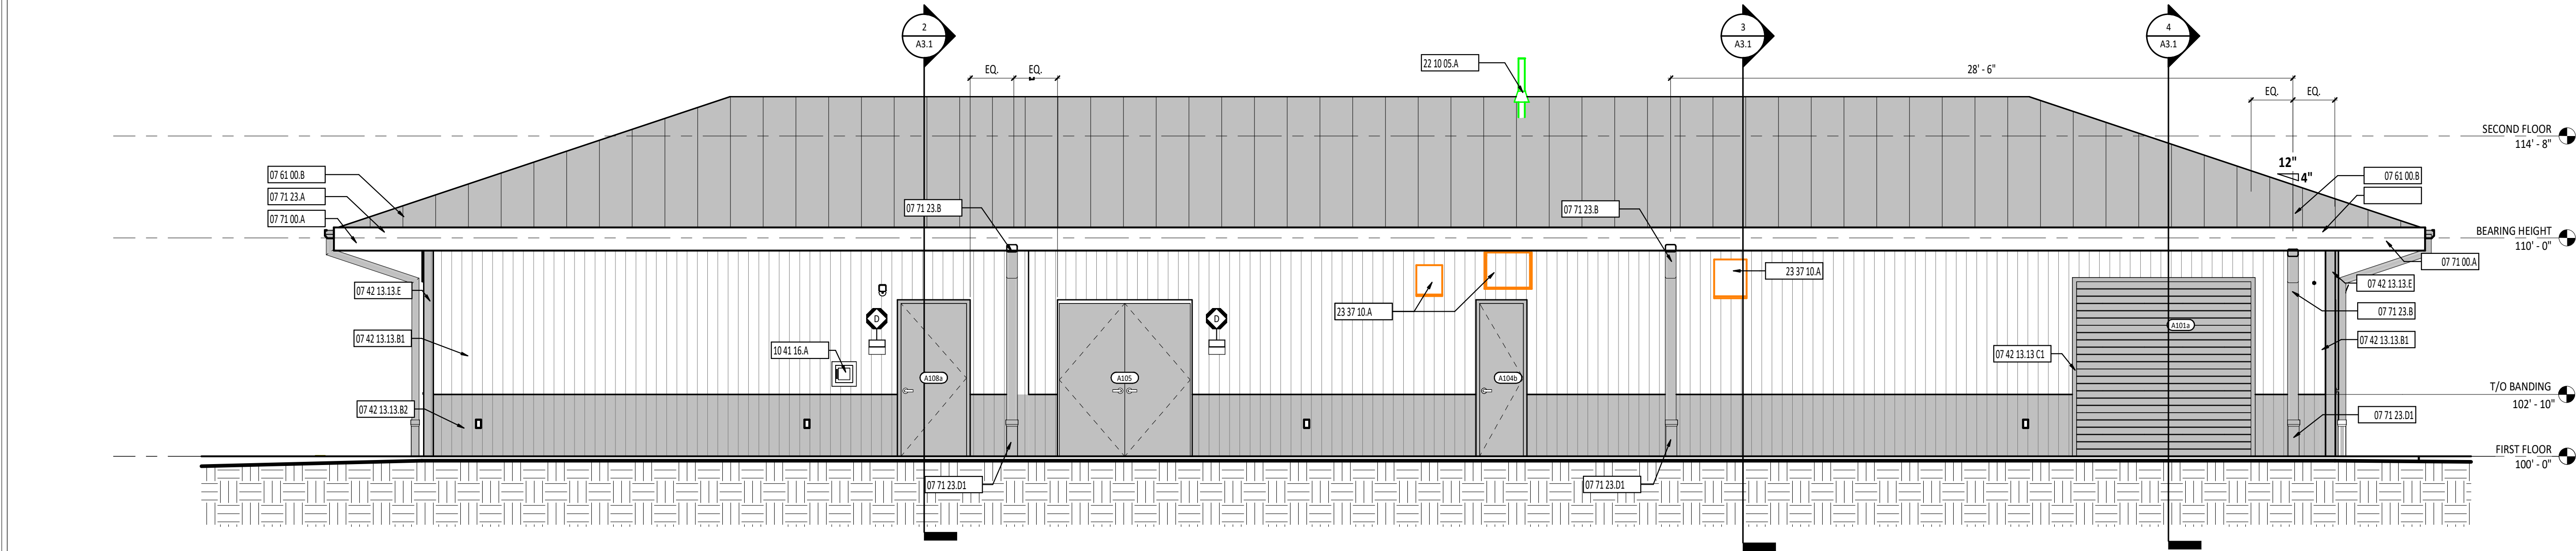 2
A3.1
3
A3.1
4
A3.1
22 10 05.A
EQ.
EQ.
28' - 6"
EQ.
EQ.
SECOND FLOOR
114' - 8"
12"
4"
07 61 00.B
07 71 23.A
07 71 00.A
07 71 23.B
07 71 23.B
07 61 00.B
BEARING HEIGHT
110' - 0"
07 71 00.A
23 37 10.A
07 42 13.13.E
07 42 13.13.E
23 37 10.A
07 71 23.B
D
D
A101a
07 42 13.13.B1
07 42 13.13.B1
10 41 16.A
07 42 13.13 C1
A108a
A105
A104b
T/O BANDING
102' - 10"
07 42 13.13.B2
07 71 23.D1
FIRST FLOOR
100' - 0"
07 71 23.D1
07 71 23.D1